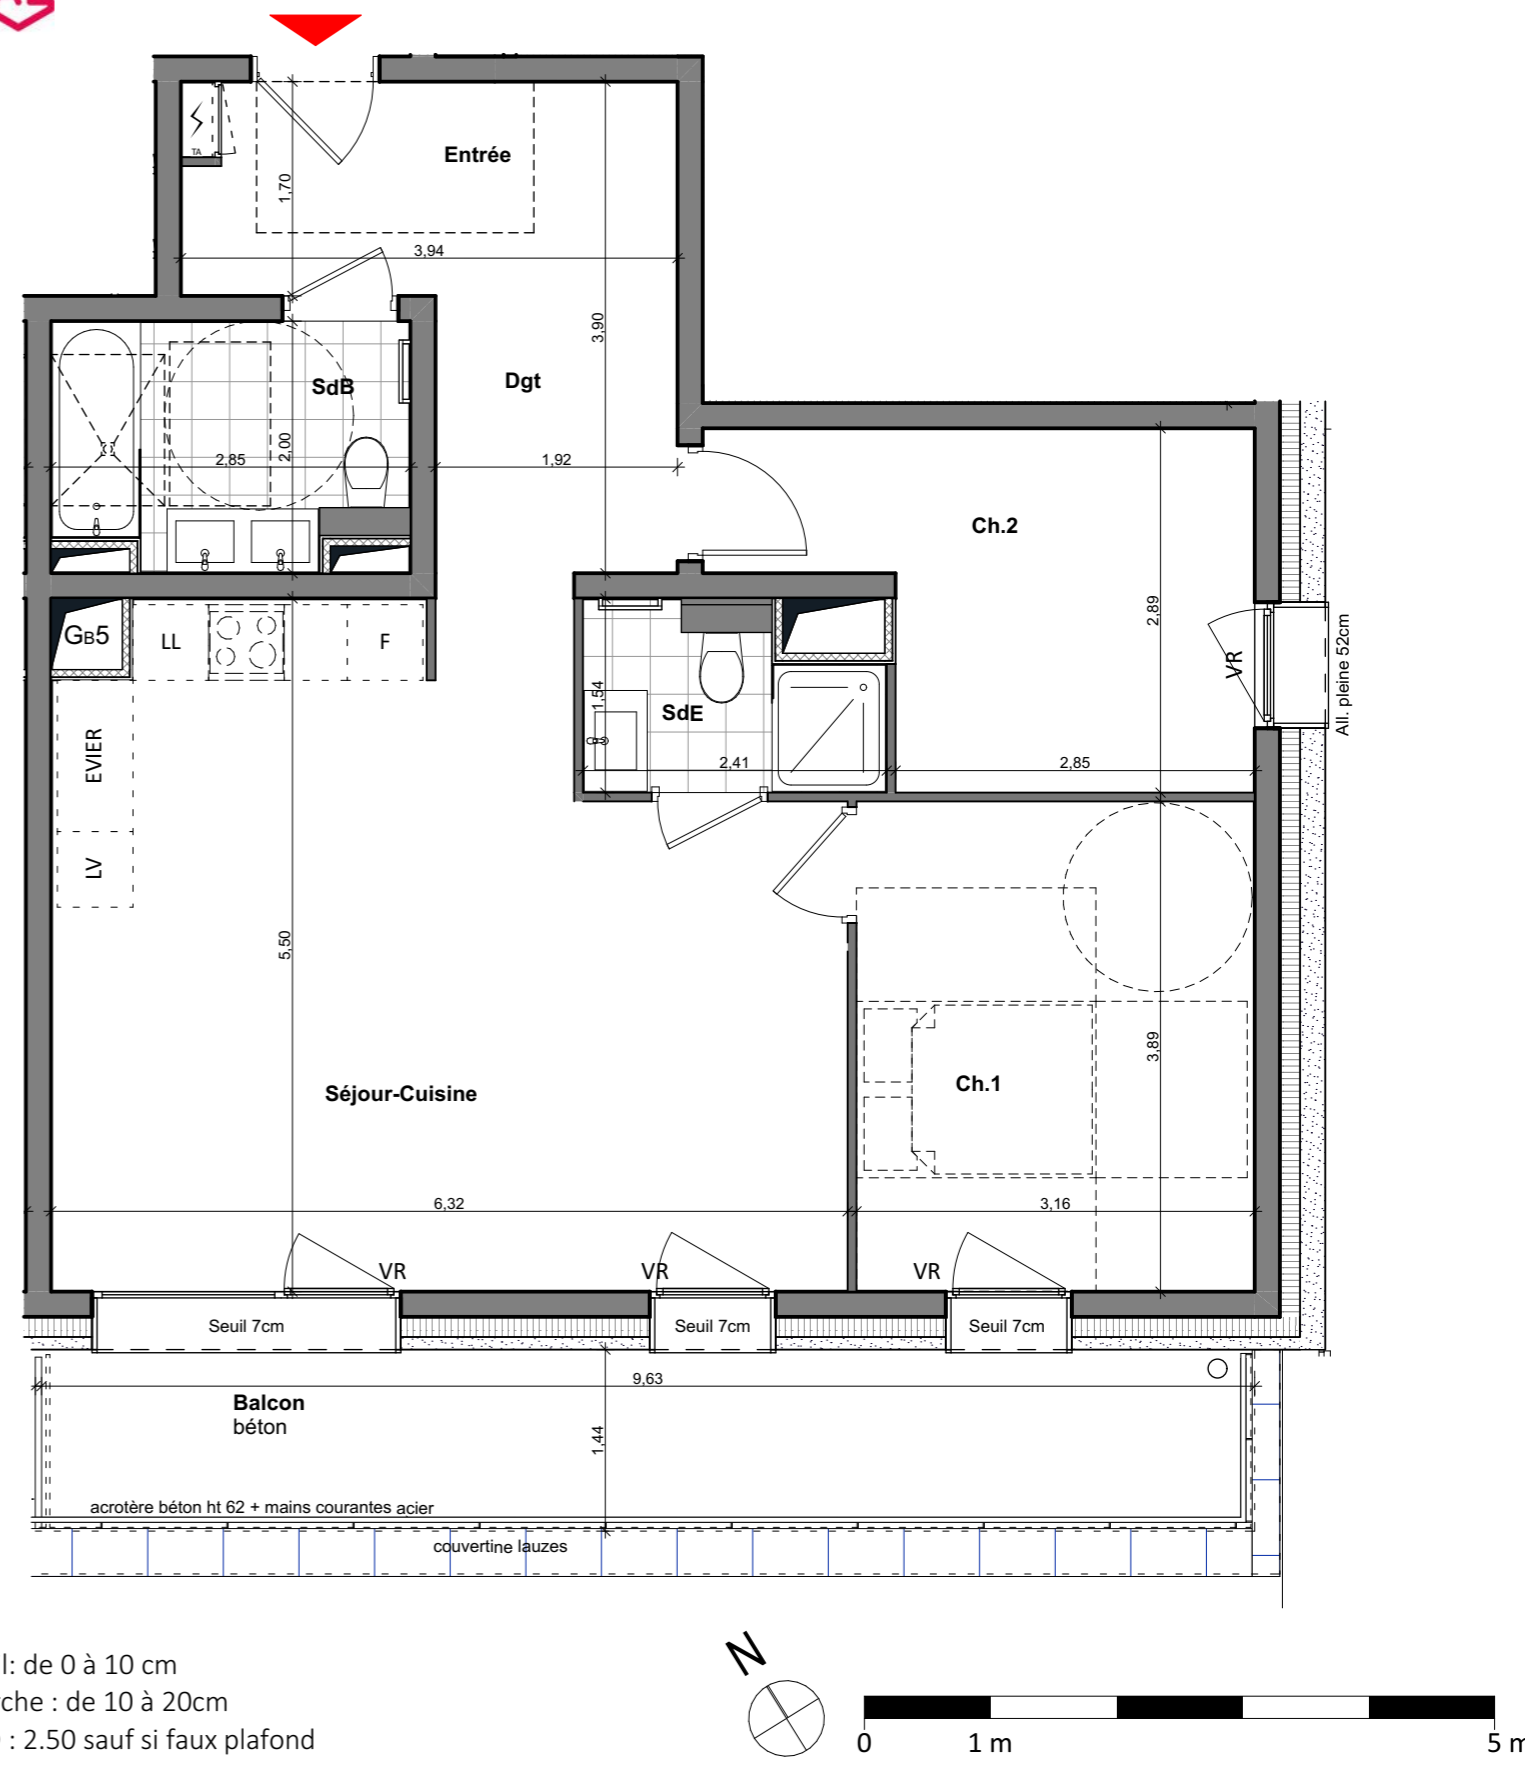 TA
Entrée
1,70
3,94
3,90
SdB
Dgt
2,85
2,00
1,92
Ch.2
2,89
VR
All. pleine 52cm
GB5
LL
F
EVIER
LV
1,54
SdE
2,41
2,85
5,50
3,89
Ch.1
Séjour-Cuisine
6,32
3,16
VR
VR
VR
Seuil 7cm
Seuil 7cm
Seuil 7cm
9,63
Balcon
béton
1,44
acrotère béton ht 62 + mains courantes acier
couvertine lauzes
N
l: de 0 à 10 cm
rche : de 10 à 20cm
: 2.50 sauf si faux plafond
0 1 m 5 m